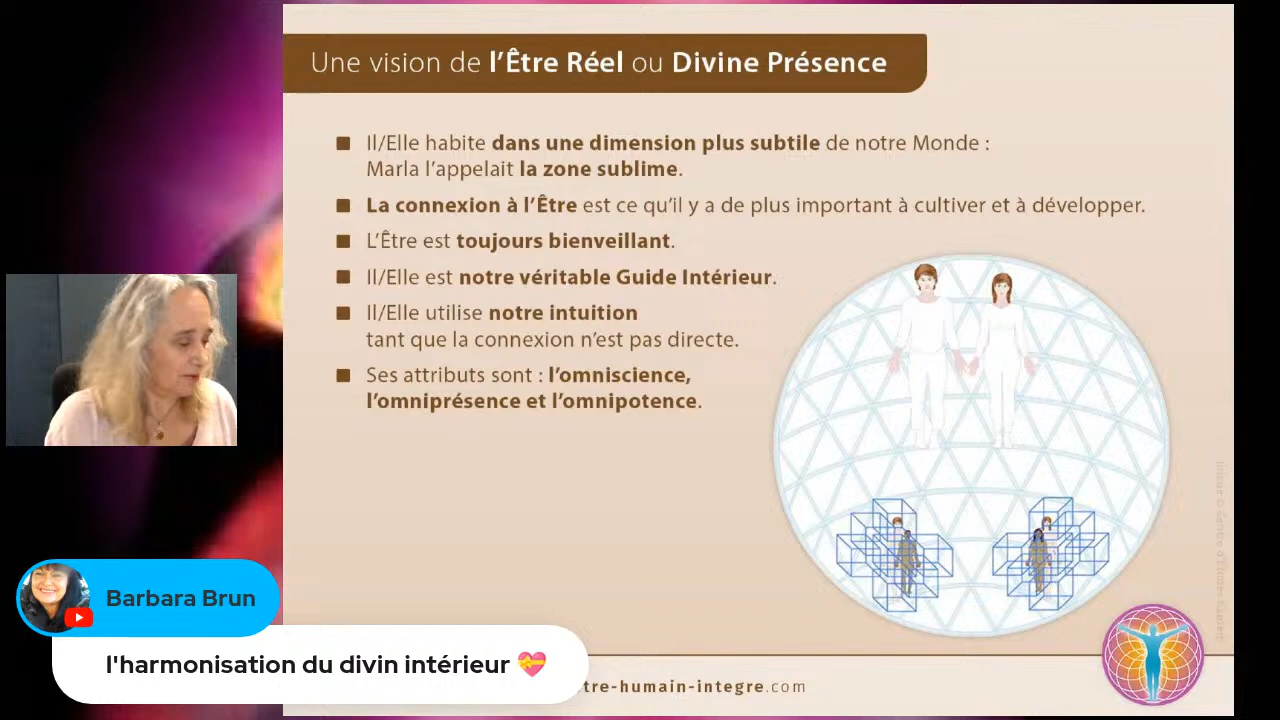 Une vision de l'Être Réel ou Divine Présence
■ Il/Elle habite dans une dimension plus subtile de notre Monde :
Marla l'appelait la zone sublime.
■ La connexion à l'Être est ce qu'il y a de plus important à cultiver et à développer.
■ L'Être est toujours bienveillant.
■ Il/Elle est notre véritable Guide Intérieur.
■ Il/Elle utilise notre intuition
tant que la connexion n'est pas directe.
■ Ses attributs sont : l'omniscience,
l'omniprésence et l'omnipotence.
Barbara Brun
l'harmonisation du divin intérieur 💝
tre-humain-integre.com